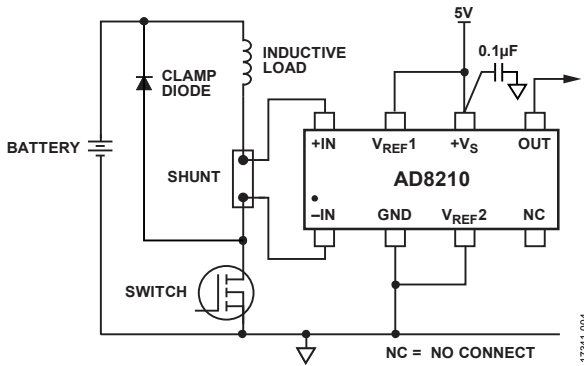 5V
0.1µF
INDUCTIVE
LOAD
CLAMP
DIODE
BATTERY
SHUNT
+IN
VREF1
+VS
OUT
AD8210
–IN
GND
VREF2
NC
SWITCH
NC = NO CONNECT
17311-004